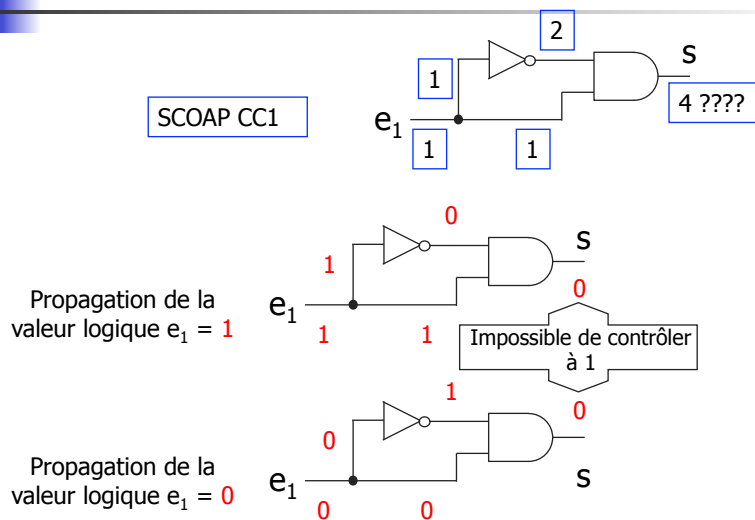 2
s
1
SCOAP CC1
4 ????
e1
1
1
0
s
1
Propagation de la
valeur logique e1 = 1
e1
0
1
1
Impossible de contrôler
à 1
1
0
0
Propagation de la
valeur logique e1 = 0
e1
s
0
0